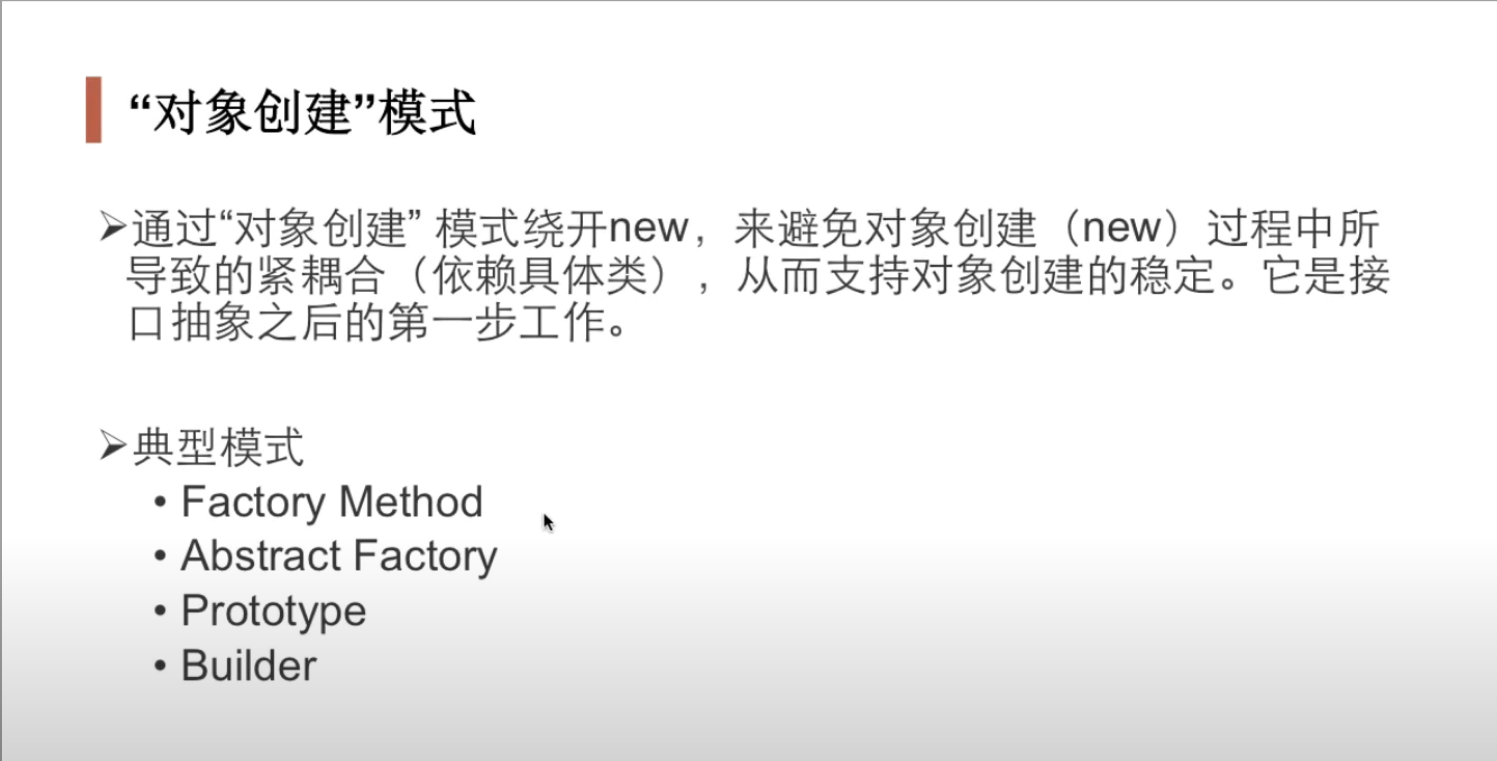 “对象创建”模式
➢通过“对象创建” 模式绕开new，来避免对象创建（new）过程中所
导致的紧耦合（依赖具体类），从而支持对象创建的稳定。它是接
口抽象之后的第一步工作。
➢典型模式
• Factory Method
• Abstract Factory
• Prototype
• Builder